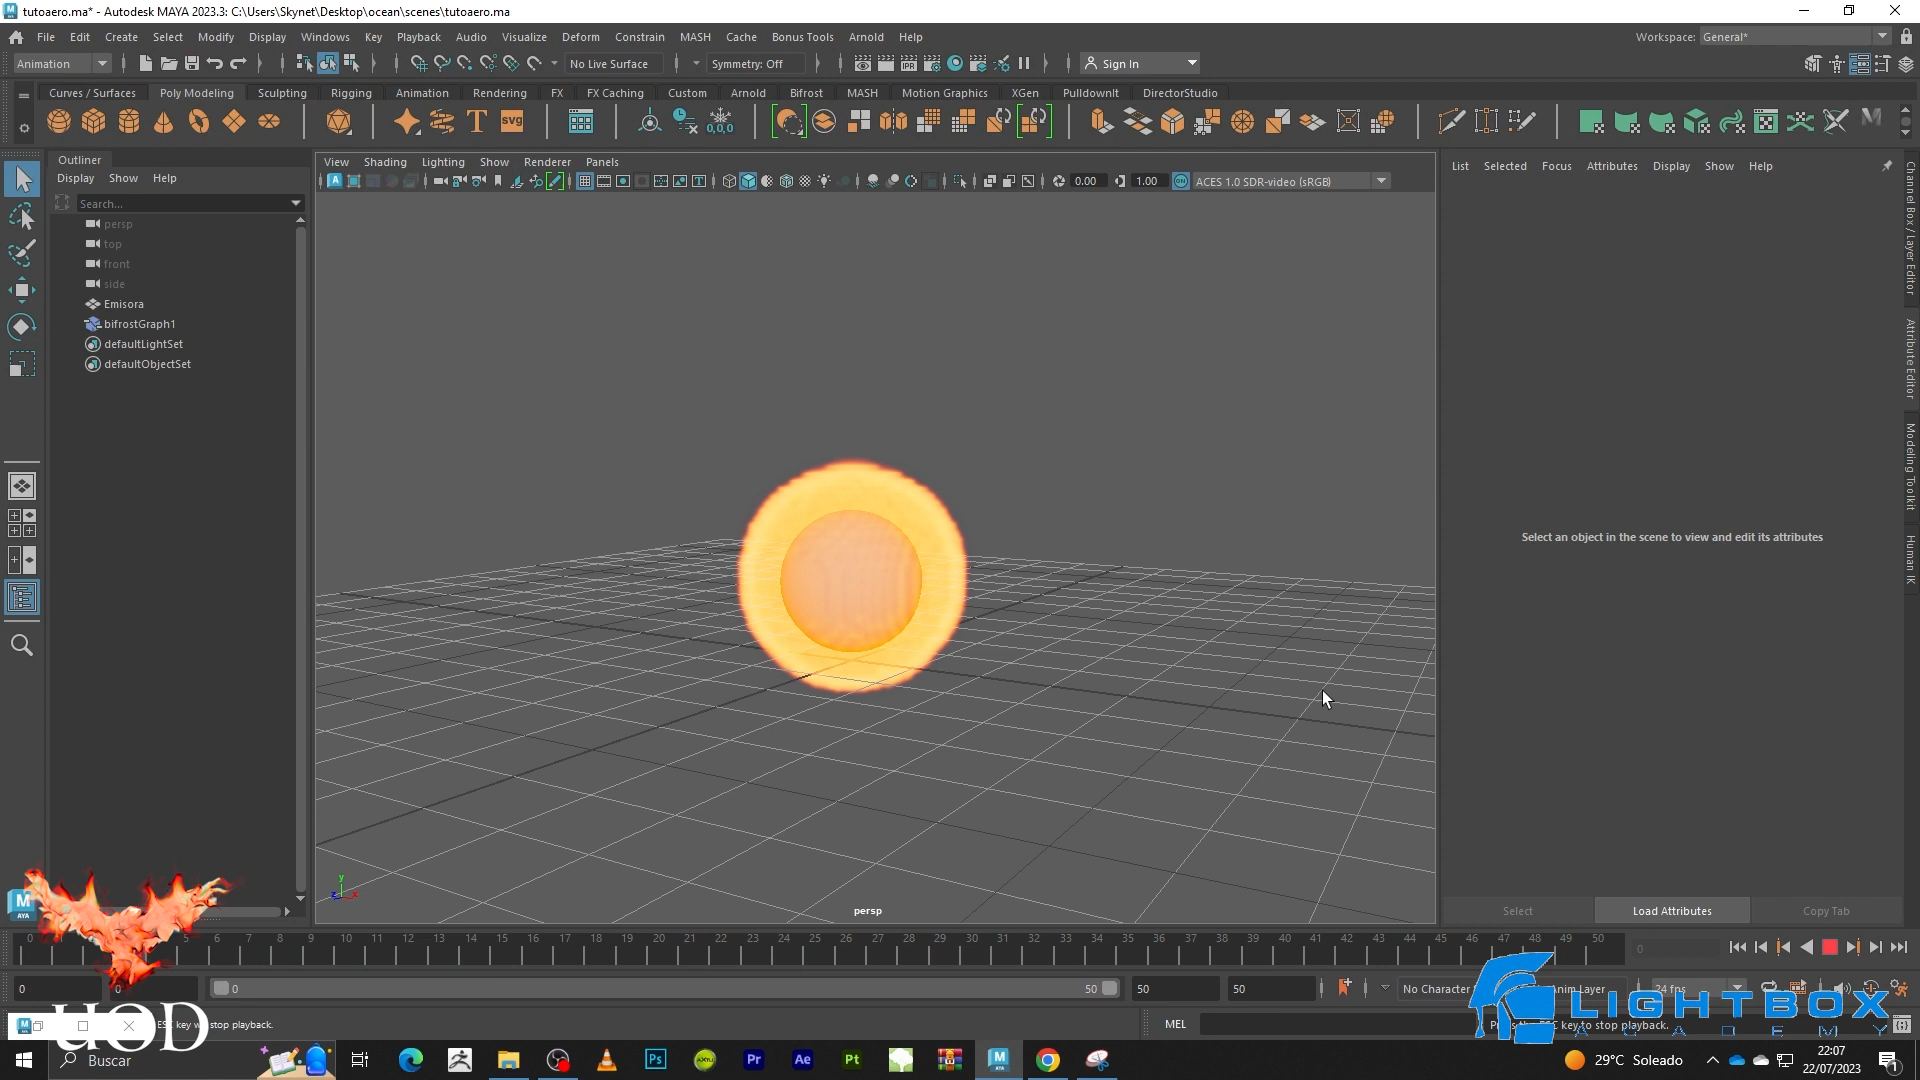 tutoaero.ma* - Autodesk MAYA 2023.3: C:\Users\Skynet\Desktop\ocean\scenes\tutoaero.ma
File Edit Create Select Modify Display Windows Key Playback Audio Visualize Deform Constrain MASH Cache Bonus Tools Arnold Help
Workspace: General*
Animation
No Live Surface
Symmetry: Off
Sign In
Curves / Surfaces Poly Modeling Sculpting Rigging Animation Rendering FX FX Caching Custom Arnold Bifrost MASH Motion Graphics XGen PulldownIt DirectorStudio
Outliner
Display Show Help
Search...
persp
top
front
side
Emisora
bifrostGraph1
defaultLightSet
defaultObjectSet
View Shading Lighting Show Renderer Panels
0.00
1.00
ACES 1.0 SDR-video (sRGB)
persp
List Selected Focus Attributes Display Show Help
Select an object in the scene to view and edit its attributes
Select
Load Attributes
Copy Tab
Channel Box / Layer Editor
Attribute Editor
Modeling Toolkit
Human IK
0 5 6 7 8 9 10 11 12 13 14 15 16 17 18 19 20 21 22 23 24 25 26 27 28 29 30 31 32 33 34 35 36 37 38 39 40 41 42 43 44 45 46 47 48 49 50
0
0
0
0
50
50
50
No Character
Anim Layer
24 fps
key stop playback.
MEL
key to stop playback.
UOD
LIGHTBOX
ACADEMY
Buscar
29°C Soleado
22:07
22/07/2023